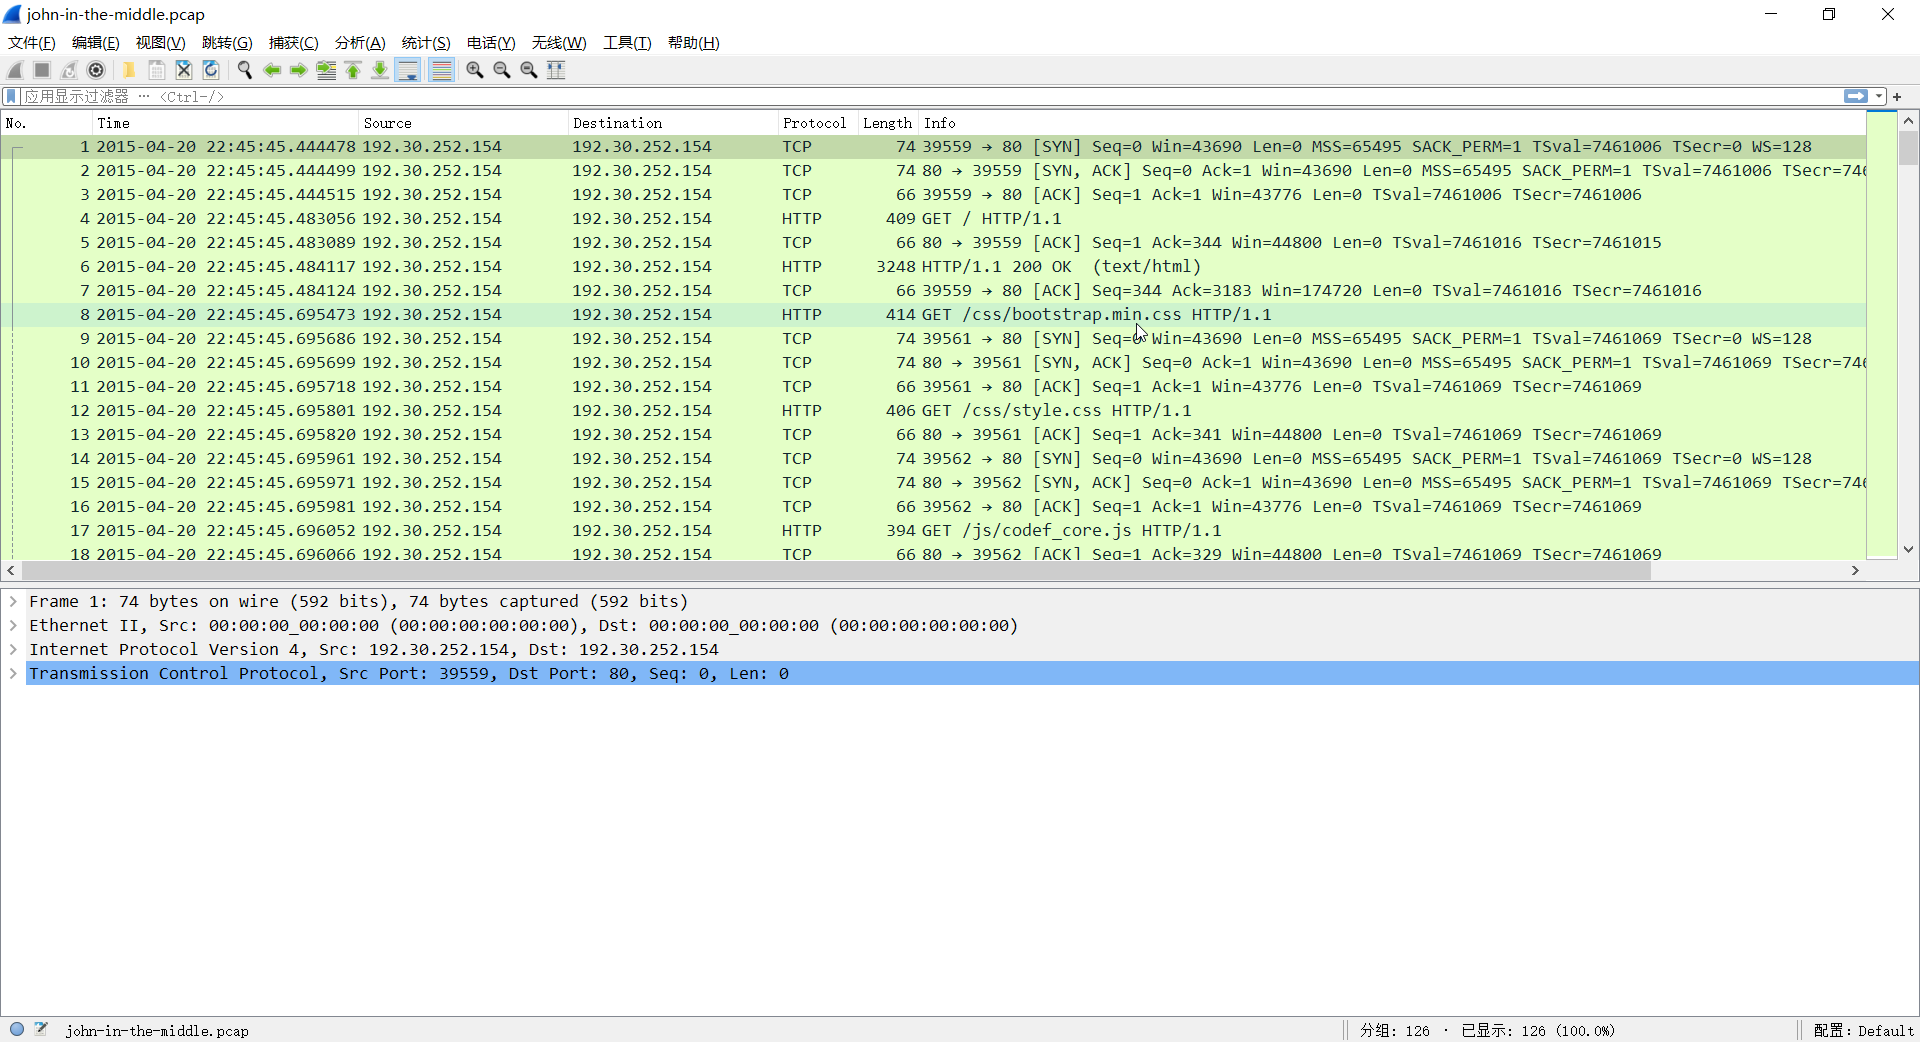 john-in-the-middle.pcap
文件(F) 编辑(E) 视图(V) 跳转(G) 捕获(C) 分析(A) 统计(S) 电话(Y) 无线(W) 工具(T) 帮助(H)
应用显示过滤器 … <Ctrl-/>
No. Time Source Destination Protocol Length Info
1 2015-04-20 22:45:45.444478 192.30.252.154 192.30.252.154 TCP 74 39559 → 80 [SYN] Seq=0 Win=43690 Len=0 MSS=65495 SACK_PERM=1 TSval=7461006 TSecr=0 WS=128
2 2015-04-20 22:45:45.444499 192.30.252.154 192.30.252.154 TCP 74 80 → 39559 [SYN, ACK] Seq=0 Ack=1 Win=43690 Len=0 MSS=65495 SACK_PERM=1 TSval=7461006 TSecr=746
3 2015-04-20 22:45:45.444515 192.30.252.154 192.30.252.154 TCP 66 39559 → 80 [ACK] Seq=1 Ack=1 Win=43776 Len=0 TSval=7461006 TSecr=7461006
4 2015-04-20 22:45:45.483056 192.30.252.154 192.30.252.154 HTTP 409 GET / HTTP/1.1
5 2015-04-20 22:45:45.483089 192.30.252.154 192.30.252.154 TCP 66 80 → 39559 [ACK] Seq=1 Ack=344 Win=44800 Len=0 TSval=7461016 TSecr=7461015
6 2015-04-20 22:45:45.484117 192.30.252.154 192.30.252.154 HTTP 3248 HTTP/1.1 200 OK  (text/html)
7 2015-04-20 22:45:45.484124 192.30.252.154 192.30.252.154 TCP 66 39559 → 80 [ACK] Seq=344 Ack=3183 Win=174720 Len=0 TSval=7461016 TSecr=7461016
8 2015-04-20 22:45:45.695473 192.30.252.154 192.30.252.154 HTTP 414 GET /css/bootstrap.min.css HTTP/1.1
9 2015-04-20 22:45:45.695686 192.30.252.154 192.30.252.154 TCP 74 39561 → 80 [SYN] Seq=0 Win=43690 Len=0 MSS=65495 SACK_PERM=1 TSval=7461069 TSecr=0 WS=128
10 2015-04-20 22:45:45.695699 192.30.252.154 192.30.252.154 TCP 74 80 → 39561 [SYN, ACK] Seq=0 Ack=1 Win=43690 Len=0 MSS=65495 SACK_PERM=1 TSval=7461069 TSecr=746
11 2015-04-20 22:45:45.695718 192.30.252.154 192.30.252.154 TCP 66 39561 → 80 [ACK] Seq=1 Ack=1 Win=43776 Len=0 TSval=7461069 TSecr=7461069
12 2015-04-20 22:45:45.695801 192.30.252.154 192.30.252.154 HTTP 406 GET /css/style.css HTTP/1.1
13 2015-04-20 22:45:45.695820 192.30.252.154 192.30.252.154 TCP 66 80 → 39561 [ACK] Seq=1 Ack=341 Win=44800 Len=0 TSval=7461069 TSecr=7461069
14 2015-04-20 22:45:45.695961 192.30.252.154 192.30.252.154 TCP 74 39562 → 80 [SYN] Seq=0 Win=43690 Len=0 MSS=65495 SACK_PERM=1 TSval=7461069 TSecr=0 WS=128
15 2015-04-20 22:45:45.695971 192.30.252.154 192.30.252.154 TCP 74 80 → 39562 [SYN, ACK] Seq=0 Ack=1 Win=43690 Len=0 MSS=65495 SACK_PERM=1 TSval=7461069 TSecr=746
16 2015-04-20 22:45:45.695981 192.30.252.154 192.30.252.154 TCP 66 39562 → 80 [ACK] Seq=1 Ack=1 Win=43776 Len=0 TSval=7461069 TSecr=7461069
17 2015-04-20 22:45:45.696052 192.30.252.154 192.30.252.154 HTTP 394 GET /js/codef_core.js HTTP/1.1
18 2015-04-20 22:45:45.696066 192.30.252.154 192.30.252.154 TCP 66 80 → 39562 [ACK] Seq=1 Ack=329 Win=44800 Len=0 TSval=7461069 TSecr=7461069
Frame 1: 74 bytes on wire (592 bits), 74 bytes captured (592 bits)
Ethernet II, Src: 00:00:00_00:00:00 (00:00:00:00:00:00), Dst: 00:00:00_00:00:00 (00:00:00:00:00:00)
Internet Protocol Version 4, Src: 192.30.252.154, Dst: 192.30.252.154
Transmission Control Protocol, Src Port: 39559, Dst Port: 80, Seq: 0, Len: 0
john-in-the-middle.pcap 分组: 126 · 已显示: 126 (100.0%) 配置: Default